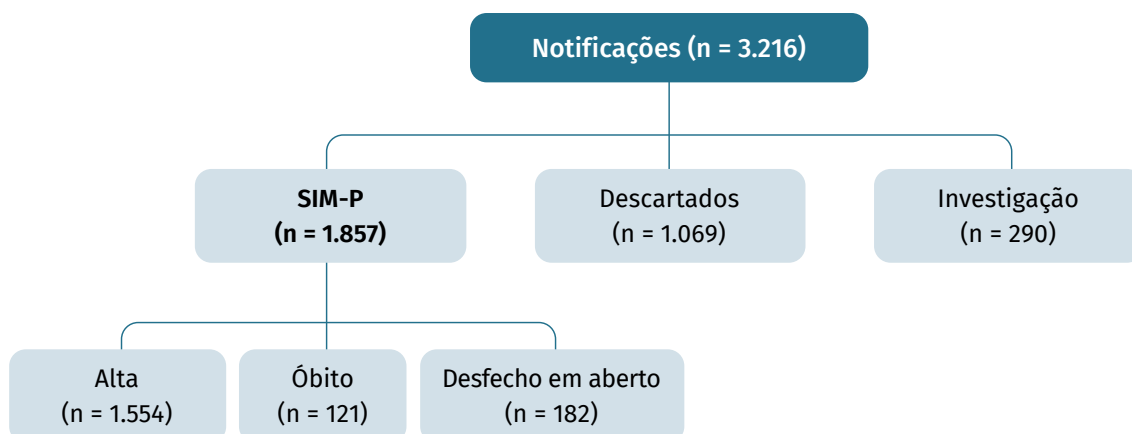 Notificações (n = 3.216)
SIM-P
(n = 1.857)
Descartados
(n = 1.069)
Investigação
(n = 290)
Alta
(n = 1.554)
Óbito
(n = 121)
Desfecho em aberto
(n = 182)